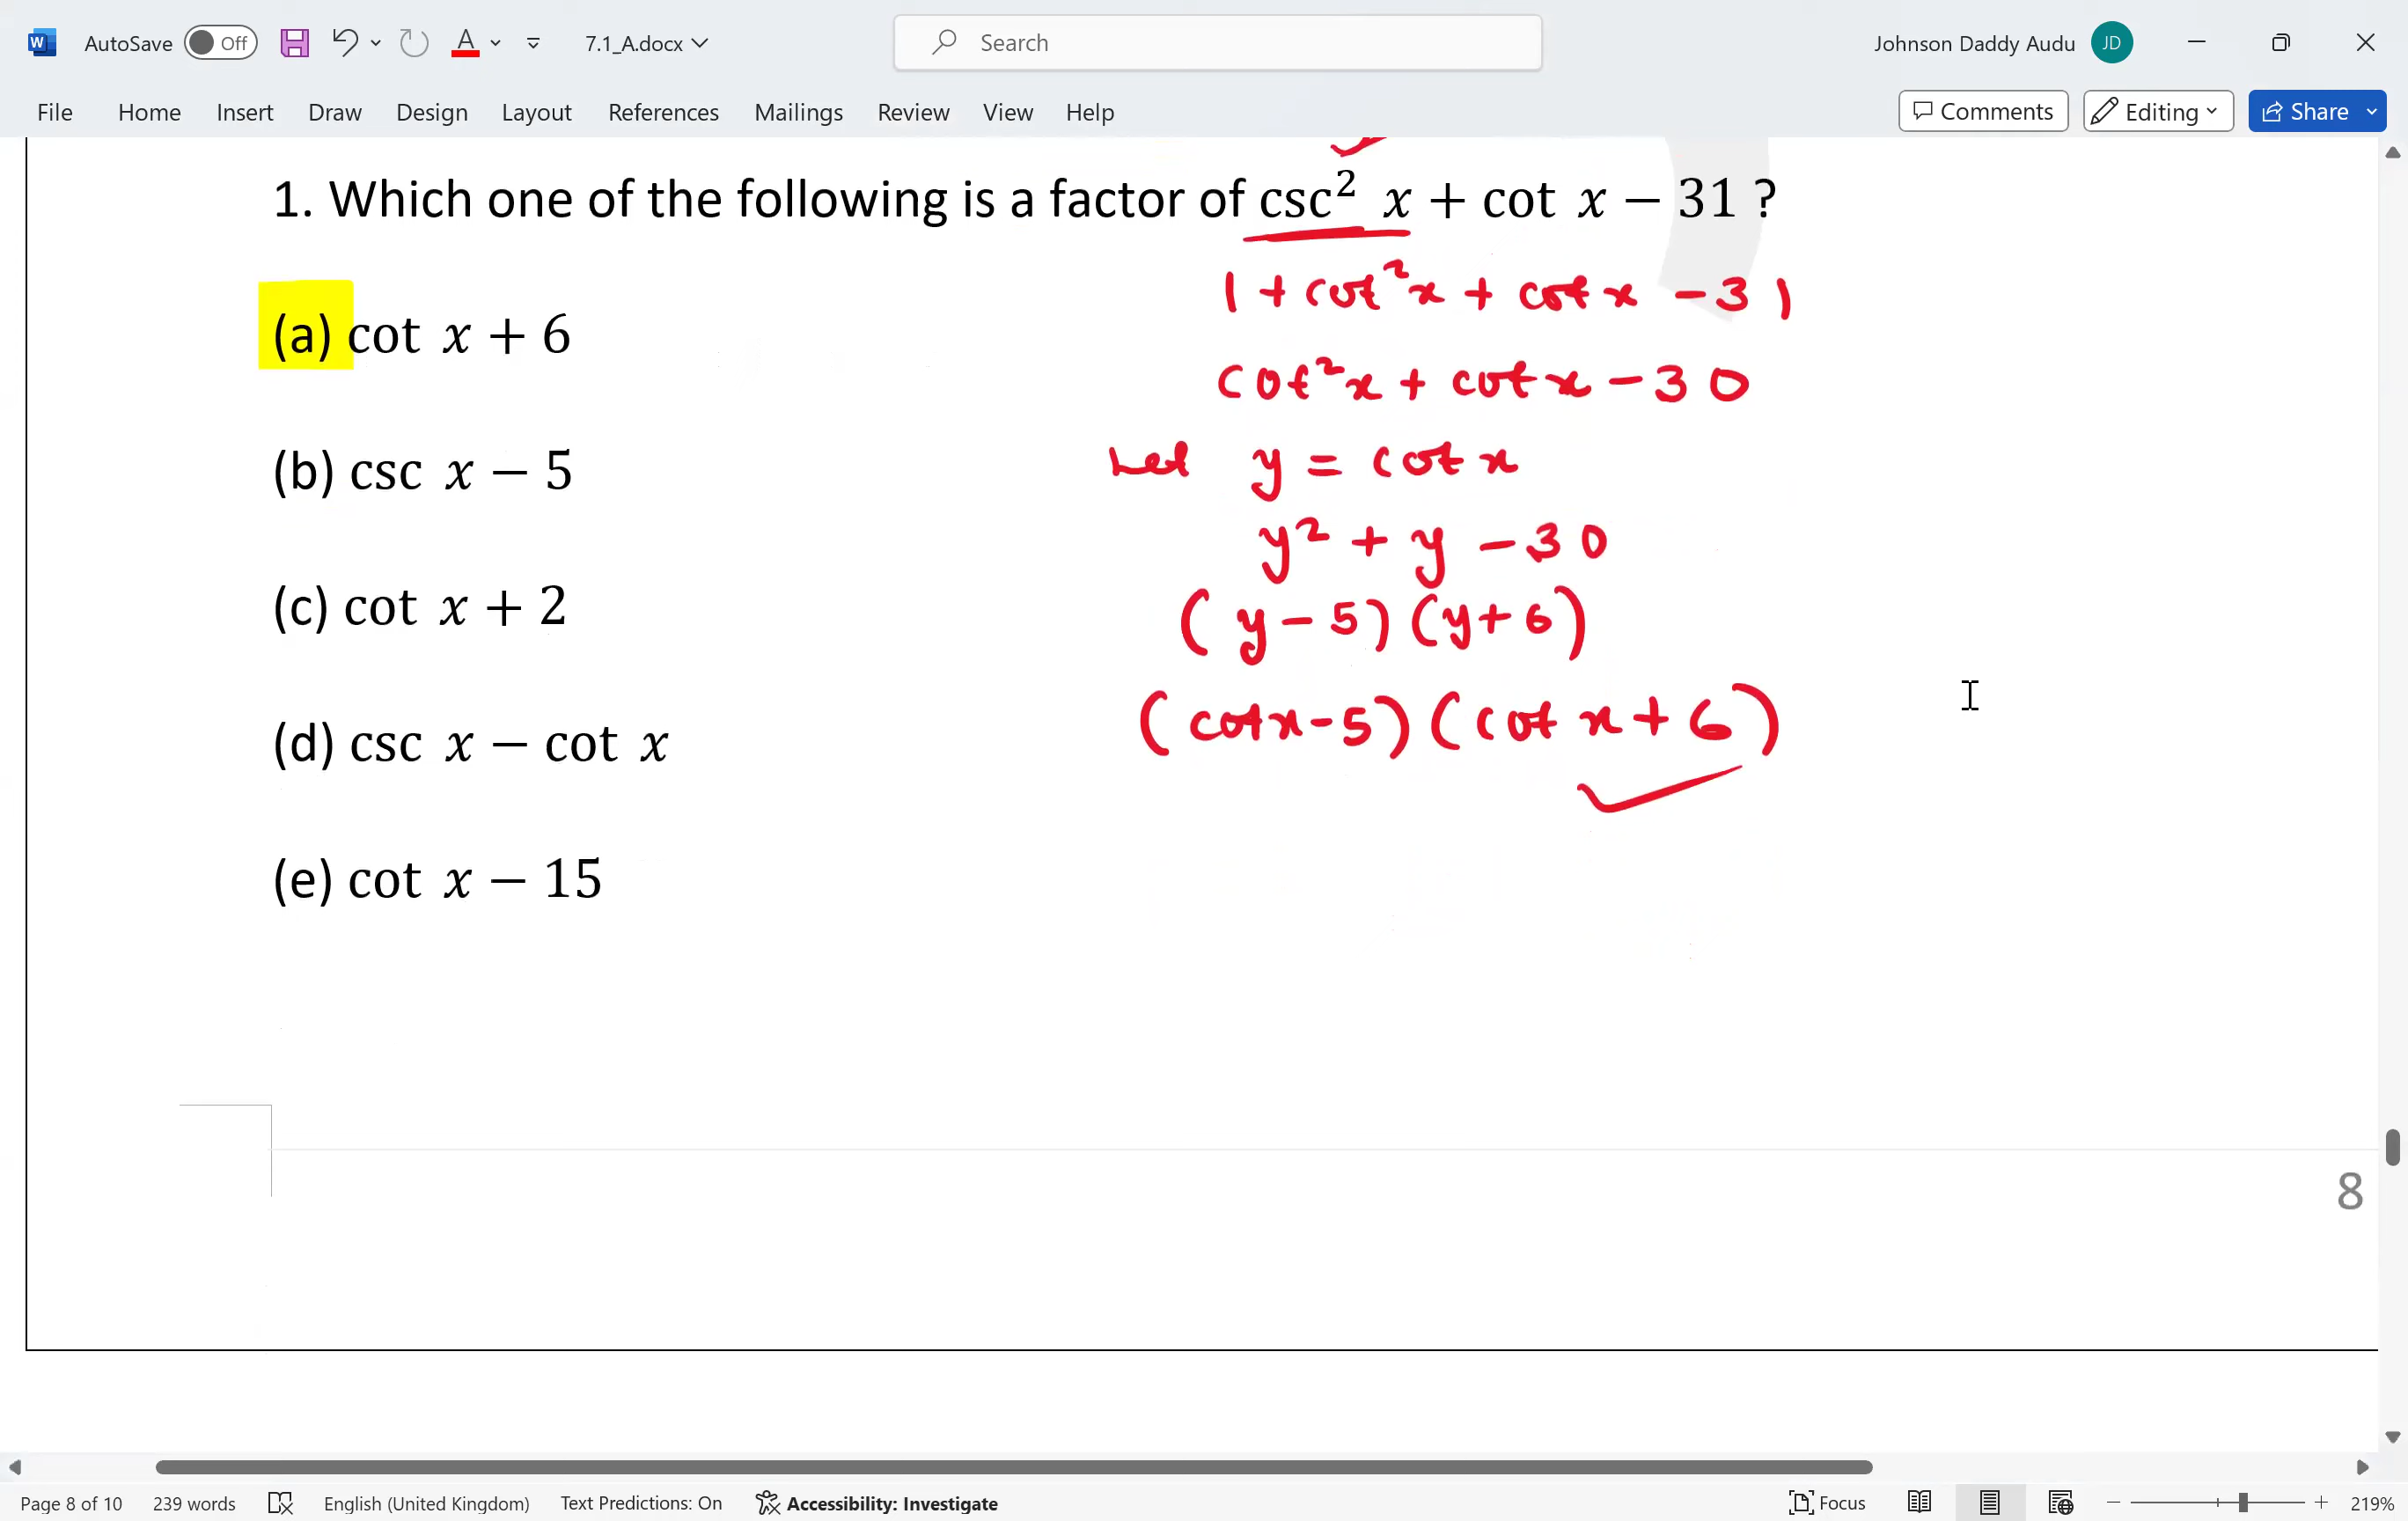 AutoSave Off 7.1_A.docx Search Johnson Daddy Audu JD
File Home Insert Draw Design Layout References Mailings Review View Help Comments Editing Share
1. Which one of the following is a factor of csc² x + cot x − 31 ?
1 + cot²x + cot x − 31
(a) cot x + 6
cot²x + cot x − 30
Let y = cot x
(b) csc x − 5
y² + y − 30
(c) cot x + 2
(y − 5)(y + 6)
(d) csc x − cot x
(cot x − 5)(cot x + 6)
(e) cot x − 15
8
Page 8 of 10 239 words English (United Kingdom) Text Predictions: On Accessibility: Investigate Focus 219%